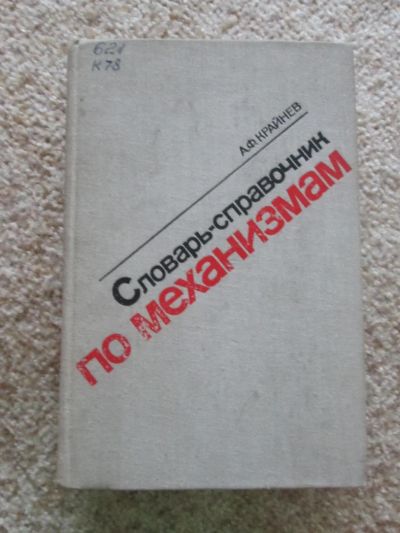 621
К78
А.Ф. КРАЙНЕВ
Словарь-справочник
по механизмам